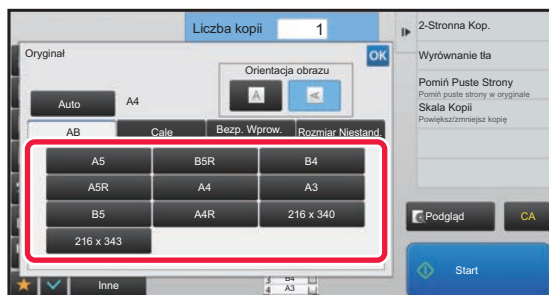 Liczba kopii 1
Oryginał
OK
Orientacja obrazu
A A
Auto A4
AB Cale Bezp. Wprow. Rozmiar Niestand.
A5 B5R B4
A5R A4 A3
B5 A4R 216 x 340
216 x 343
Inne
B4
4 A3
2-Stronna Kop.
Wyrównanie tła
Pomiń Puste Strony
Pomiń puste strony w oryginale
Skala Kopii
Powiększ/zmniejsz kopię
Podgląd CA
Start